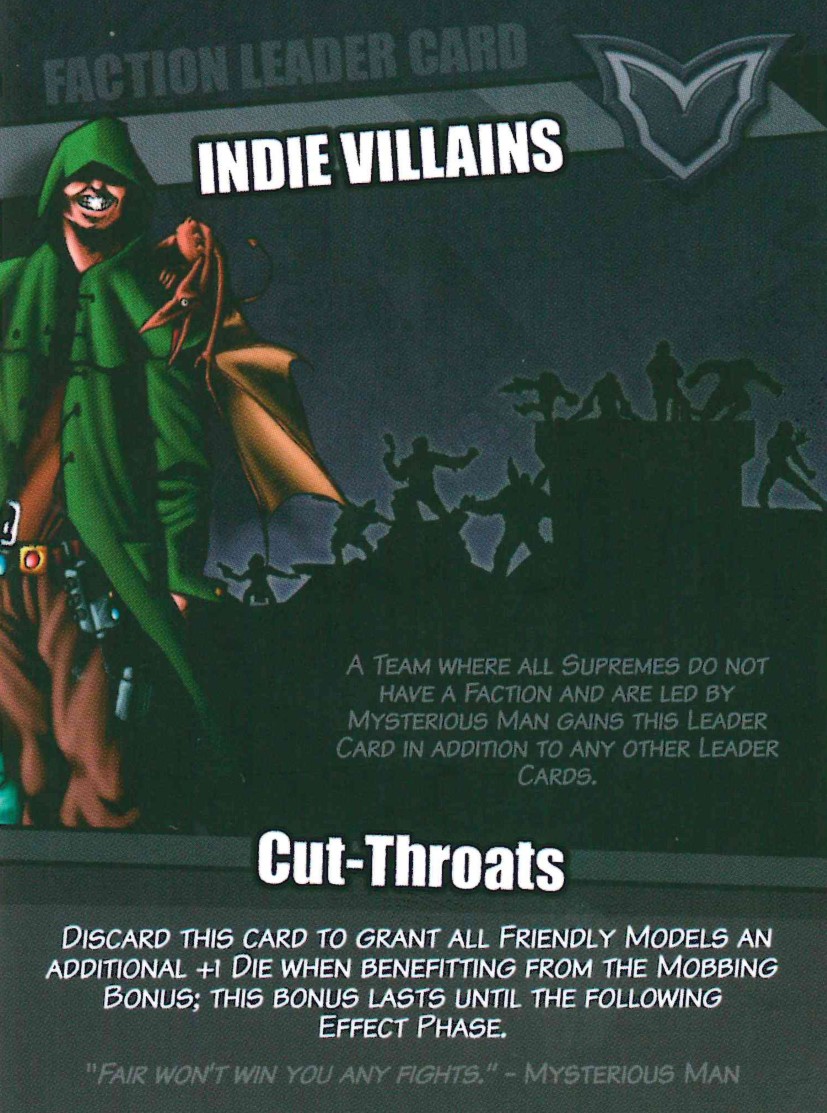 FACTION LEADER CARD
INDIE VILLAINS
A TEAM WHERE ALL SUPREMES DO NOT
HAVE A FACTION AND ARE LED BY
MYSTERIOUS MAN GAINS THIS LEADER
CARD IN ADDITION TO ANY OTHER LEADER
CARDS.
Cut-Throats
DISCARD THIS CARD TO GRANT ALL FRIENDLY MODELS AN
ADDITIONAL +1 DIE WHEN BENEFITTING FROM THE MOBBING
BONUS; THIS BONUS LASTS UNTIL THE FOLLOWING
EFFECT PHASE.
"FAIR WON'T WIN YOU ANY FIGHTS." - MYSTERIOUS MAN